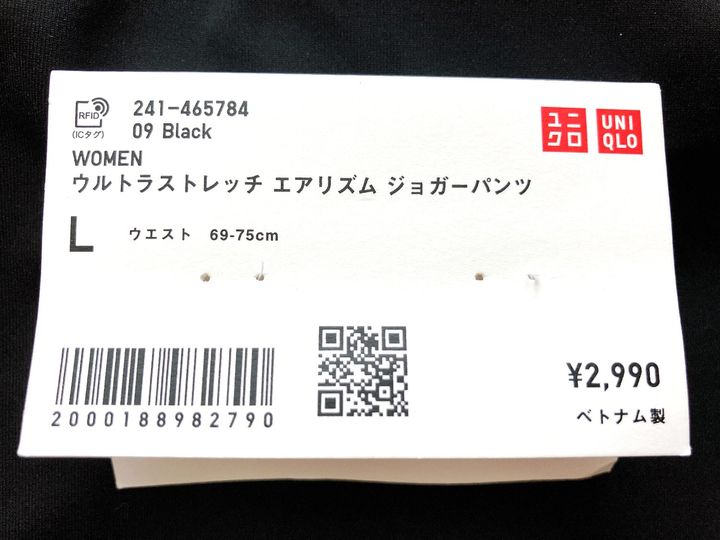 RFID
(ICタグ)
241-465784
09 Black
ユニクロ
UNIQLO
WOMEN
ウルトラストレッチ エアリズム ジョガーパンツ
L
ウエスト 69-75cm
2000188982790
¥2,990
ベトナム製